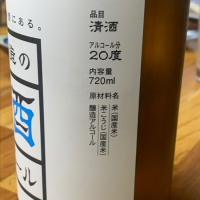 にある。
の
酒
ール
品目
清酒
アルコール分
20度
内容量
720ml
原材料名
米(国産米)
米こうじ(国産米)
醸造アルコール